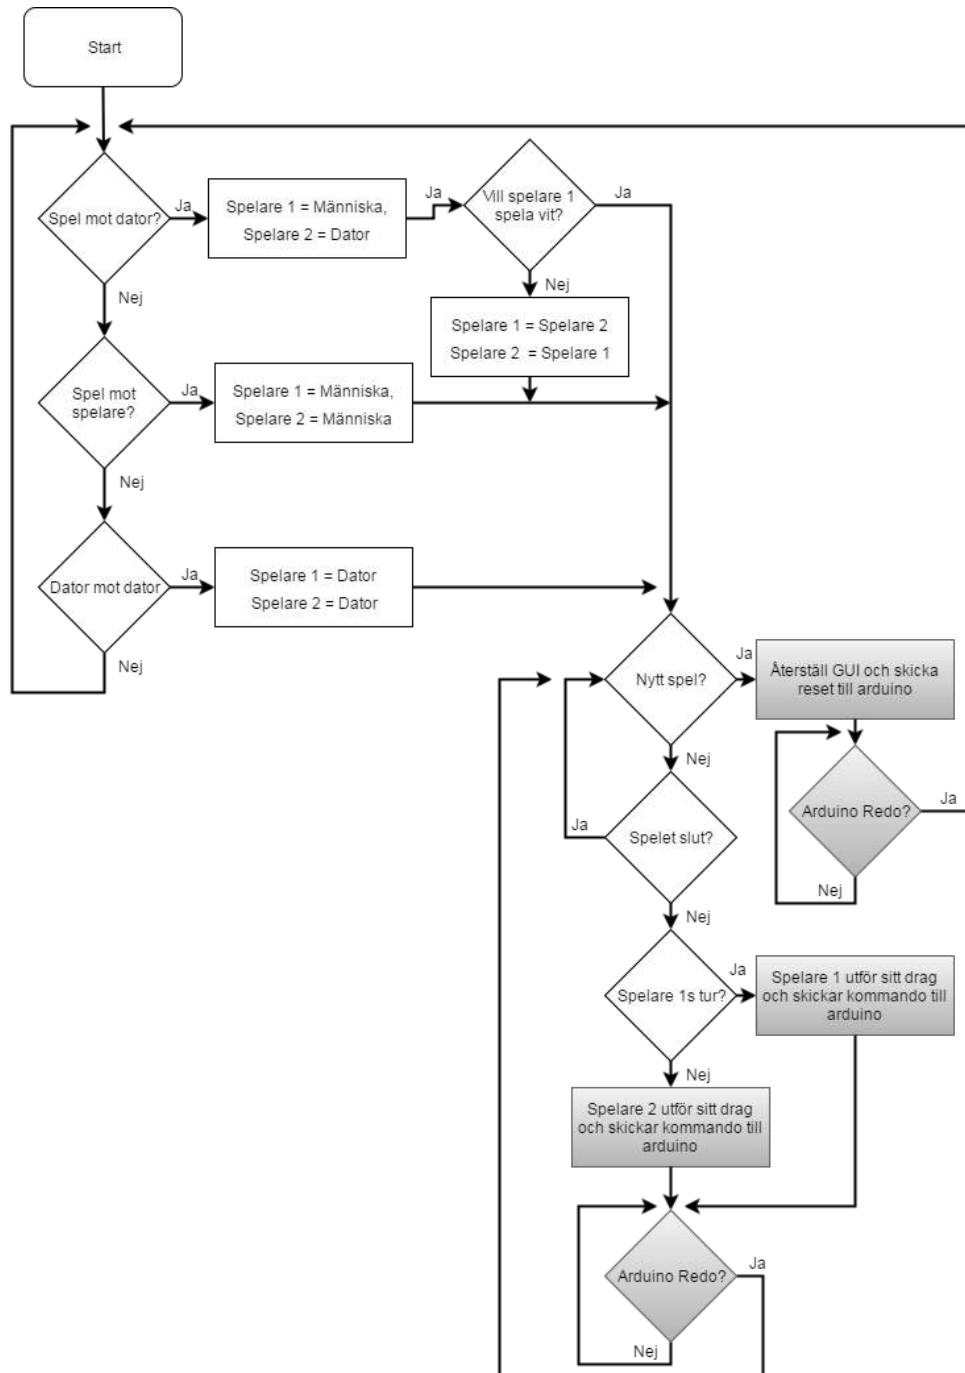 Start
Spel mot dator?
Ja
Spelare 1 = Människa,
Spelare 2 = Dator
Ja
Vill spelare 1
spela vit?
Ja
Nej
Nej
Spelare 1 = Spelare 2
Spelare 2 = Spelare 1
Spel mot
spelare?
Ja
Spelare 1 = Människa,
Spelare 2 = Människa
Nej
Dator mot dator
Ja
Spelare 1 = Dator
Spelare 2 = Dator
Nej
Nytt spel?
Ja
Återställ GUI och skicka
reset till arduino
Nej
Arduino Redo?
Ja
Nej
Spelet slut?
Ja
Nej
Spelare 1s tur?
Ja
Spelare 1 utför sitt drag
och skickar kommando till
arduino
Nej
Spelare 2 utför sitt drag
och skickar kommando till
arduino
Arduino Redo?
Ja
Nej